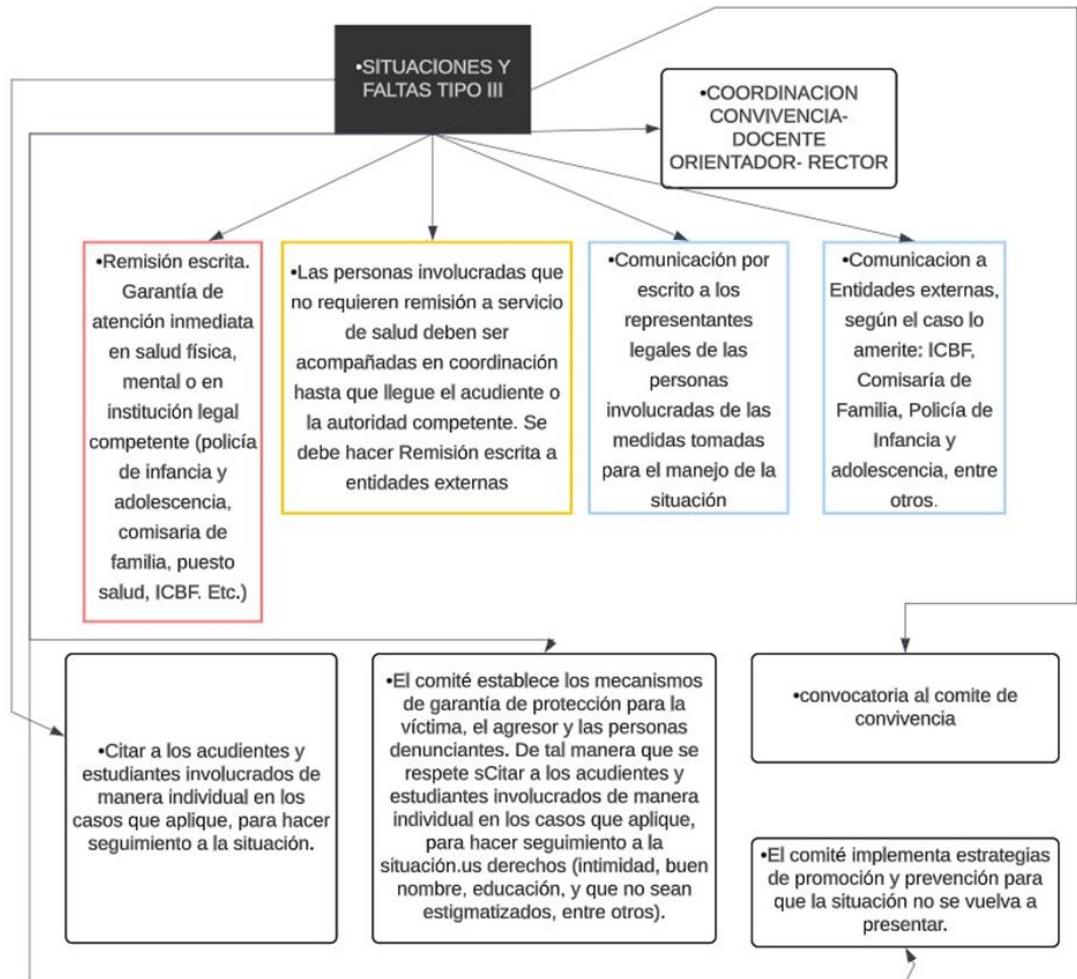 •SITUACIONES Y
FALTAS TIPO III
•COORDINACION
CONVIVENCIA-
DOCENTE
ORIENTADOR- RECTOR
•Remisión escrita.
Garantía de
atención inmediata
en salud física,
mental o en
institución legal
competente (policía
de infancia y
adolescencia,
comisaria de
familia, puesto
salud, ICBF. Etc.)
•Las personas involucradas que
no requieren remisión a servicio
de salud deben ser
acompañadas en coordinación
hasta que llegue el acudiente o
la autoridad competente. Se
debe hacer Remisión escrita a
entidades externas
•Comunicación por
escrito a los
representantes
legales de las
personas
involucradas de las
medidas tomadas
para el manejo de la
situación
•Comunicacion a
Entidades externas,
según el caso lo
amerite: ICBF,
Comisaría de
Familia, Policía de
Infancia y
adolescencia, entre
otros.
•Citar a los acudientes y
estudiantes involucrados de
manera individual en los
casos que aplique, para hacer
seguimiento a la situación.
•El comité establece los mecanismos
de garantía de protección para la
víctima, el agresor y las personas
denunciantes. De tal manera que se
respete sCitar a los acudientes y
estudiantes involucrados de manera
individual en los casos que aplique,
para hacer seguimiento a la
situación.us derechos (intimidad, buen
nombre, educación, y que no sean
estigmatizados, entre otros).
•convocatoria al comite de
convivencia
•El comité implementa estrategias
de promoción y prevención para
que la situación no se vuelva a
presentar.